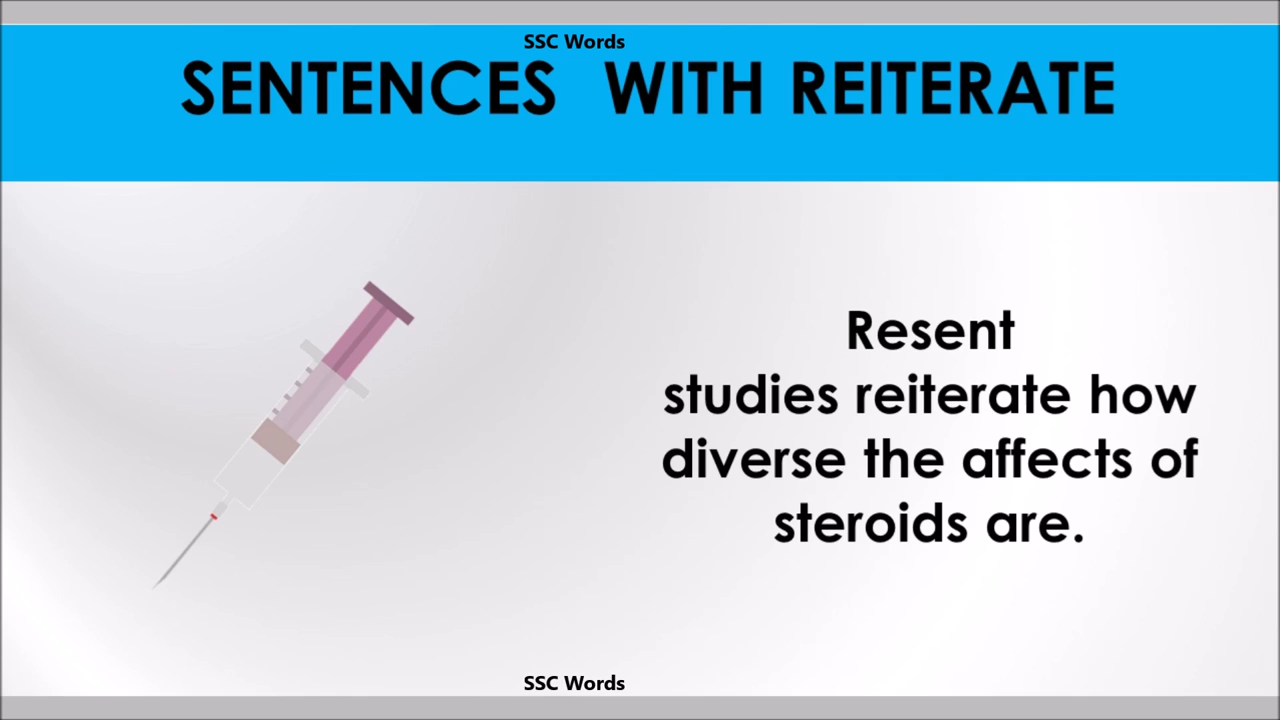 SSC Words
SENTENCES WITH REITERATE
Resent
studies reiterate how
diverse the affects of
steroids are.
SSC Words